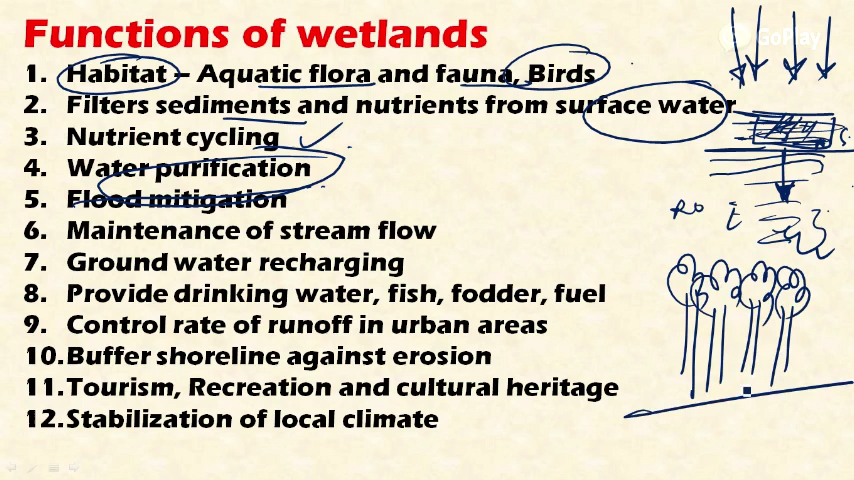 Functions of wetlands
GoPlay
1. Habitat – Aquatic flora and fauna, Birds
2. Filters sediments and nutrients from surface water
3. Nutrient cycling
4. Water purification
5. Flood mitigation
6. Maintenance of stream flow
7. Ground water recharging
8. Provide drinking water, fish, fodder, fuel
9. Control rate of runoff in urban areas
10. Buffer shoreline against erosion
11. Tourism, Recreation and cultural heritage
12. Stabilization of local climate